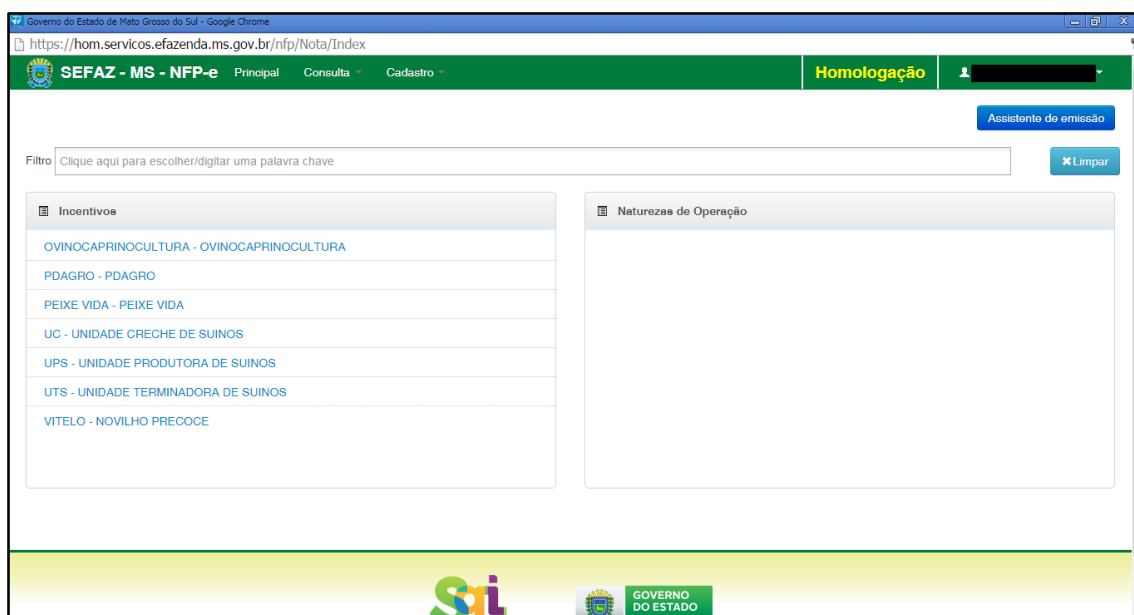 Governo do Estado de Mato Grosso do Sul - Google Chrome
https://hom.servicos.efazenda.ms.gov.br/nfp/Nota/Index
SEFAZ - MS - NFP-e Principal Consulta Cadastro Homologação
Assistente de emissão
Filtro Clique aqui para escolher/digitar uma palavra chave Limpar
Incentivos Naturezas de Operação
OVINOCAPRINOCULTURA - OVINOCAPRINOCULTURA
PDAGRO - PDAGRO
PEIXE VIDA - PEIXE VIDA
UC - UNIDADE CRECHE DE SUINOS
UPS - UNIDADE PRODUTORA DE SUINOS
UTS - UNIDADE TERMINADORA DE SUINOS
VITELO - NOVILHO PRECOCE
sgi GOVERNO
DO ESTADO